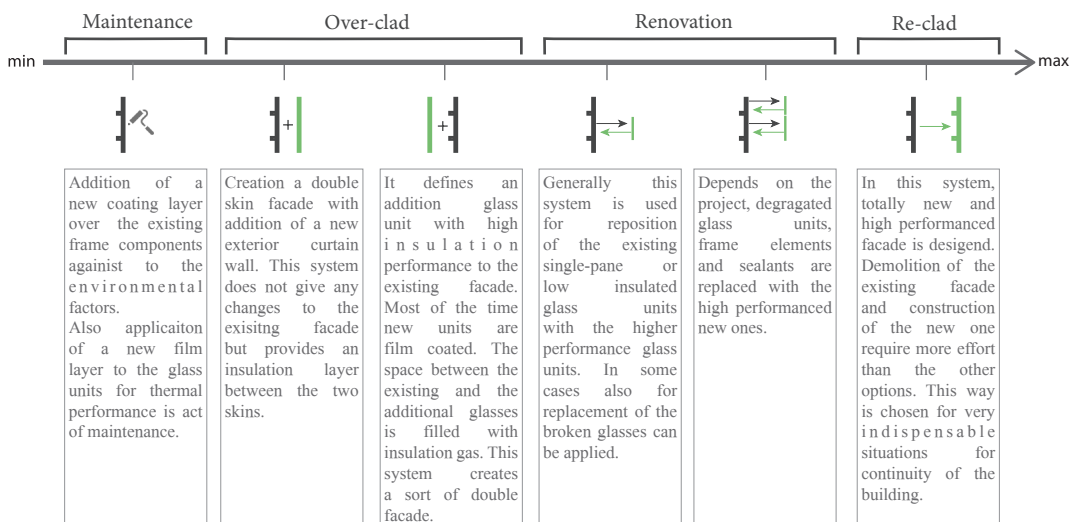 Maintenance
Over-clad
Renovation
Re-clad
min
max
+
+
Addition of a
new coating layer
over the existing
frame components
againist to the
environmental
factors.
Also applicaiton
of a new film
layer to the glass
units for thermal
performance is act
of maintenance.
Creation a double
skin facade with
addition of a new
exterior curtain
wall. This system
does not give any
changes to the
exisitng facade
but provides an
insulation layer
between the two
skins.
It defines an
addition glass
unit with high
insulation
performance to the
existing facade.
Most of the time
new units are
film coated. The
space between the
existing and the
additional glasses
is filled with
insulation gas. This
system creates
a sort of double
facade.
Generally this
system is used
for reposition
of the existing
single-pane or
low insulated
glass units
with the higher
performance glass
units. In some
cases also for
replacement of the
broken glasses can
be applied.
Depends on the
project, degragated
glass units,
frame elements
and sealants are
replaced with the
high performanced
new ones.
In this system,
totally new and
high performanced
facade is desigend.
Demolition of the
existing facade
and construction
of the new one
require more effort
than the other
options. This way
is chosen for very
indispensable
situations for
continuity of the
building.